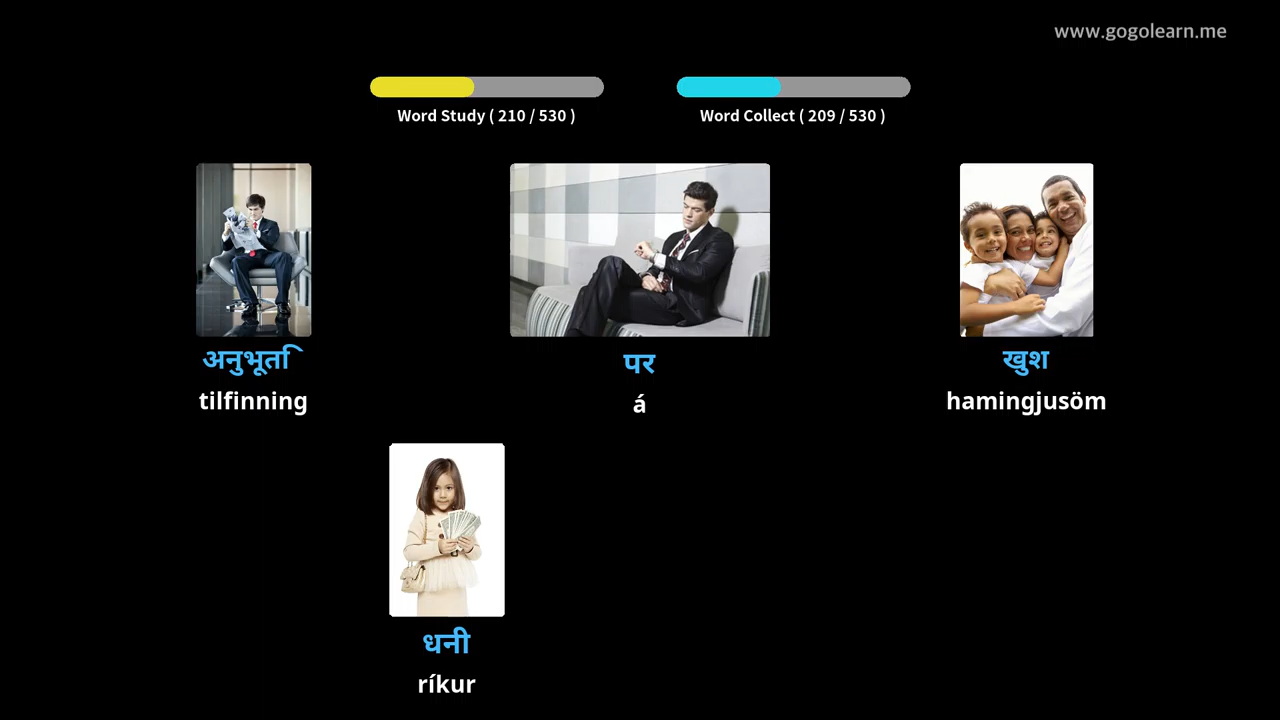 www.gogolearn.me
Word Study ( 210 / 530 )
Word Collect ( 209 / 530 )
अनुभूति
पर
खुश
tilfinning
á
hamingjusöm
धनी
ríkur